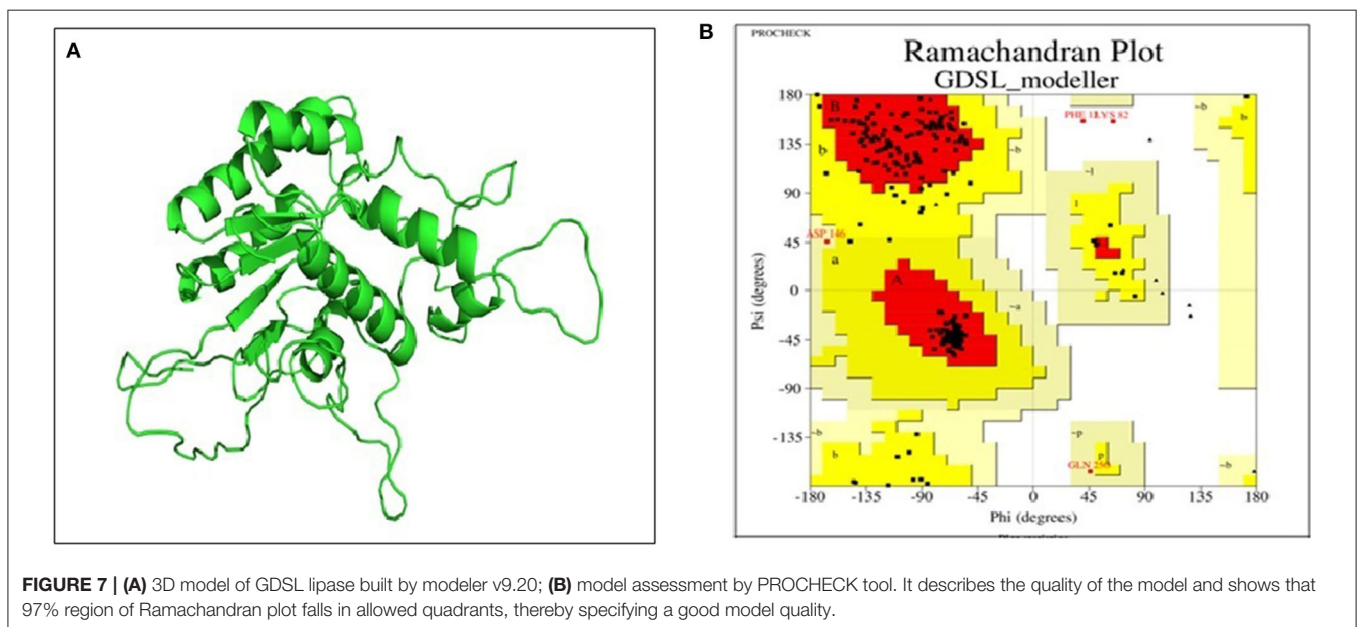 A
B
PROCHECK
Ramachandran Plot
GDSL_modeller
180
135
90
45
0
-45
-90
-135
Psi (degrees)
B
b
~b
~b
b
PHE
LYS 82
~l
l
ASP 146
a
A
~a
~b
b
~p
p
GLN
~b
-180 -135 -90 -45 0 45 90 135 180
Phi (degrees)
FIGURE 7 | (A) 3D model of GDSL lipase built by modeler v9.20; (B) model assessment by PROCHECK tool. It describes the quality of the model and shows that
97% region of Ramachandran plot falls in allowed quadrants, thereby specifying a good model quality.